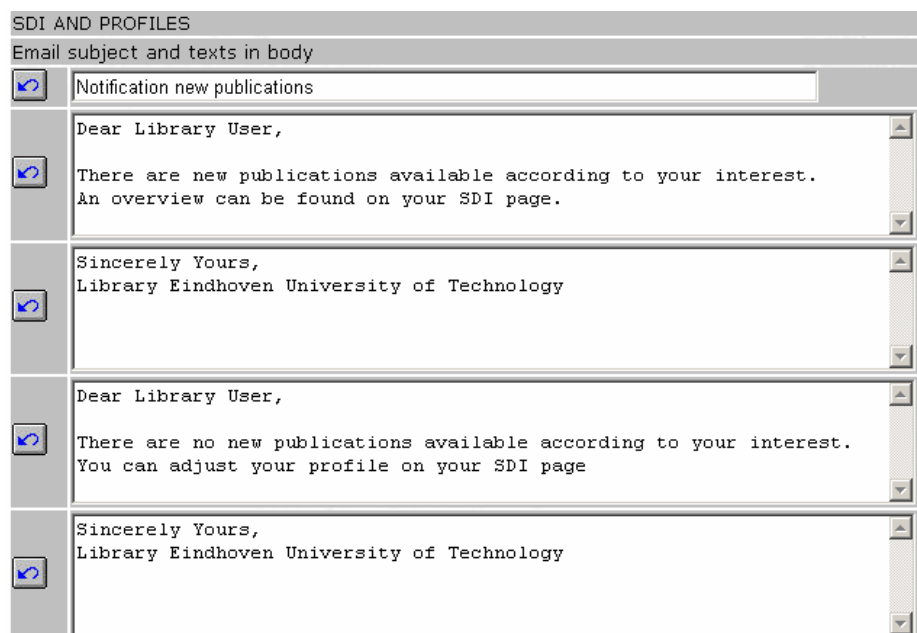 SDI AND PROFILES
Email subject and texts in body
Notification new publications
Dear Library User,
There are new publications available according to your interest.
An overview can be found on your SDI page.
Sincerely Yours,
Library Eindhoven University of Technology
Dear Library User,
There are no new publications available according to your interest.
You can adjust your profile on your SDI page
Sincerely Yours,
Library Eindhoven University of Technology